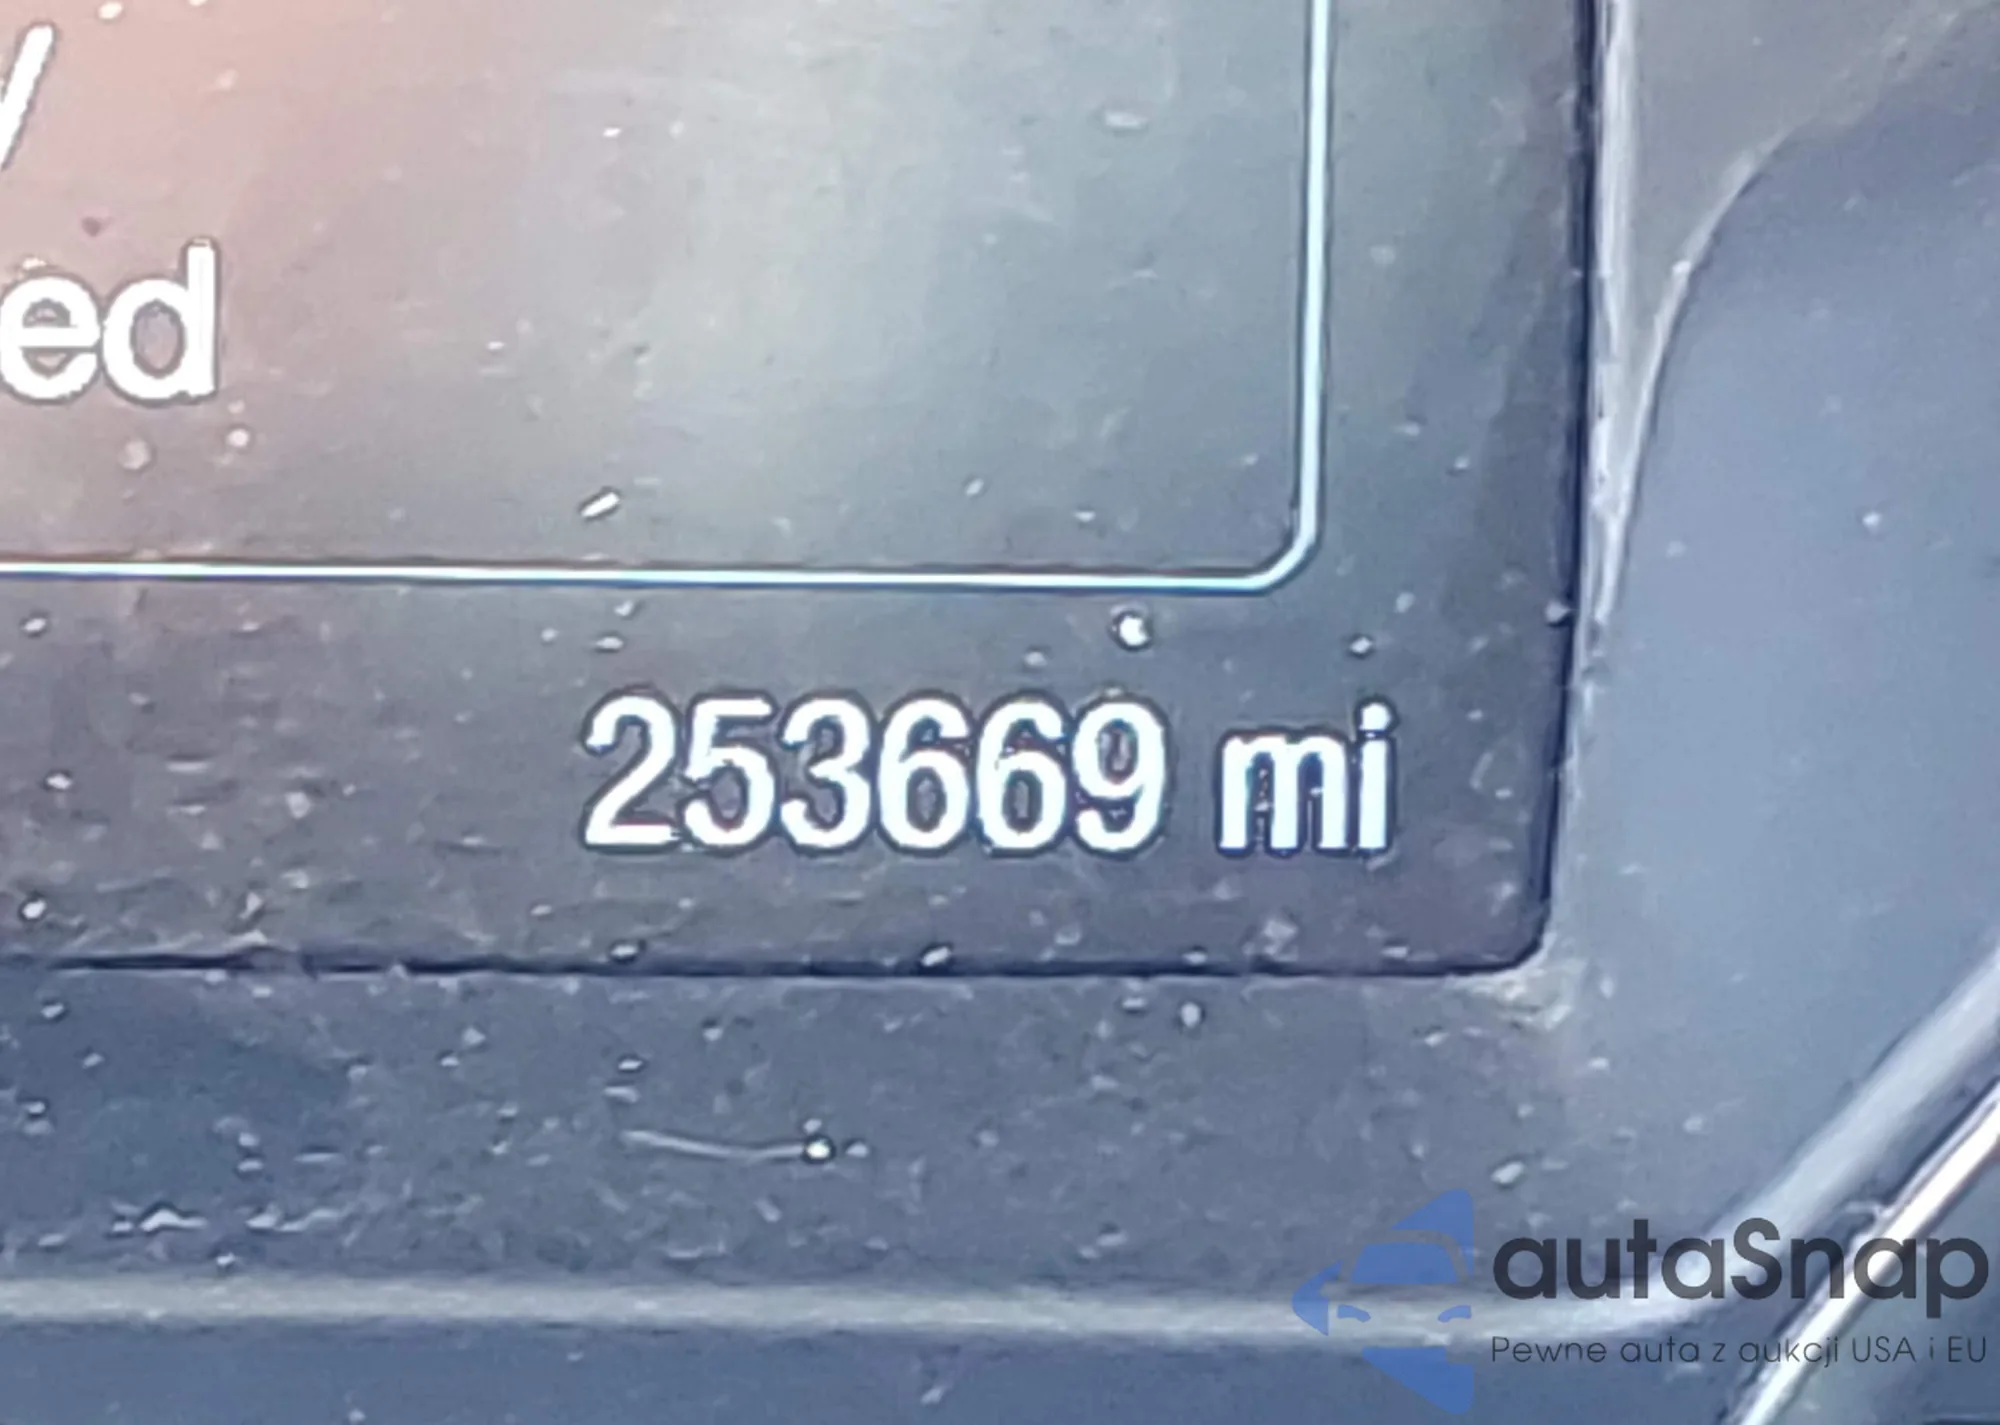 ed
253669 mi
autaSnap
Pewne auta z aukcji USA i EU